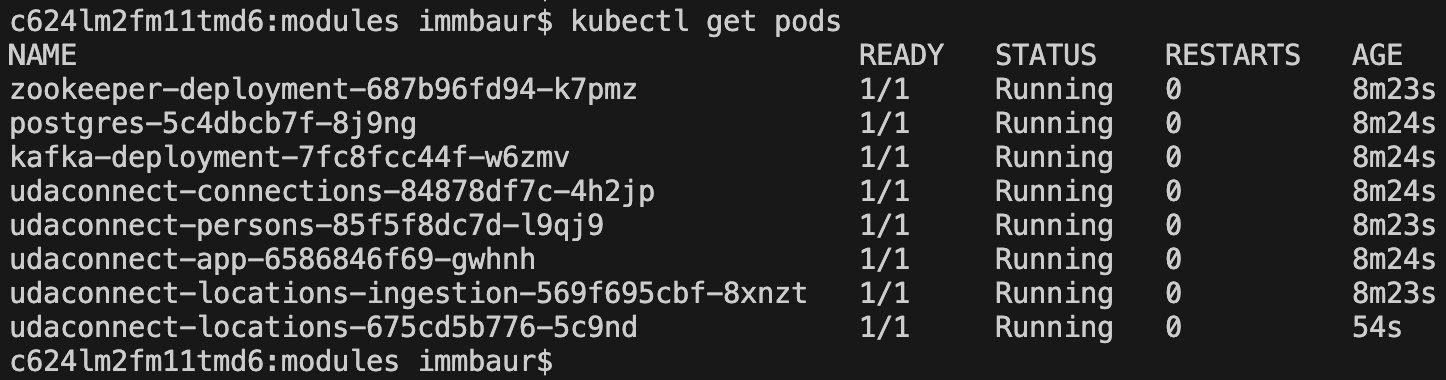 c624lm2fm11tmd6:modules immbaur$ kubectl get pods
NAME READY STATUS RESTARTS AGE
zookeeper-deployment-687b96fd94-k7pmz 1/1 Running 0 8m23s
postgres-5c4dbcb7f-8j9ng 1/1 Running 0 8m24s
kafka-deployment-7fc8fcc44f-w6zmv 1/1 Running 0 8m24s
udaconnect-connections-84878df7c-4h2jp 1/1 Running 0 8m24s
udaconnect-persons-85f5f8dc7d-l9qj9 1/1 Running 0 8m23s
udaconnect-app-6586846f69-gwhnh 1/1 Running 0 8m24s
udaconnect-locations-ingestion-569f695cbf-8xnzt 1/1 Running 0 8m23s
udaconnect-locations-675cd5b776-5c9nd 1/1 Running 0 54s
c624lm2fm11tmd6:modules immbaur$